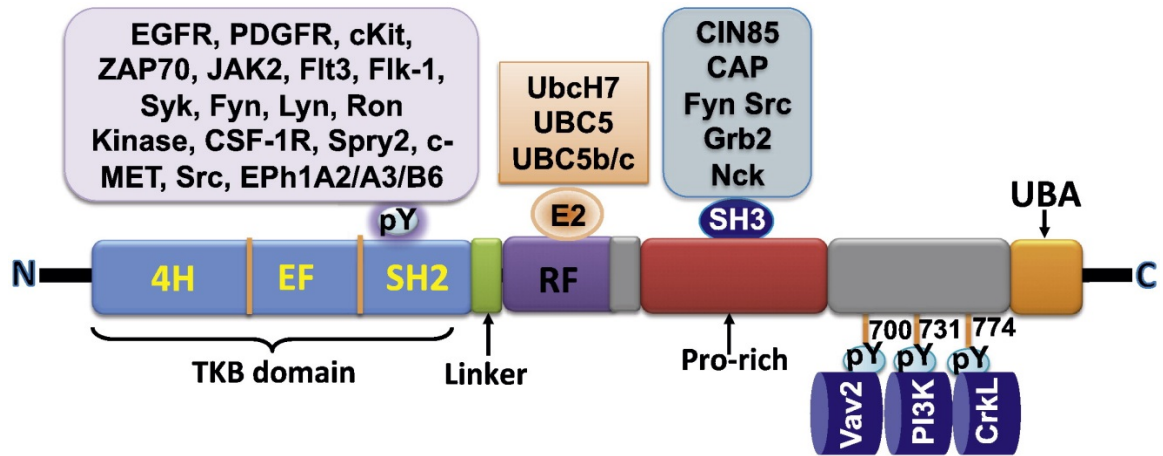 EGFR, PDGFR, cKit,
ZAP70, JAK2, Flt3, Flk-1,
Syk, Fyn, Lyn, Ron
Kinase, CSF-1R, Spry2, c-
MET, Src, EPh1A2/A3/B6
UbcH7
UBC5
UBC5b/c
CIN85
CAP
Fyn Src
Grb2
Nck
pY
E2
SH3
UBA
N
4H
EF
SH2
RF
C
TKB domain
Linker
Pro-rich
700
731
774
pY
pY
pY
Vav2
PI3K
CrkL